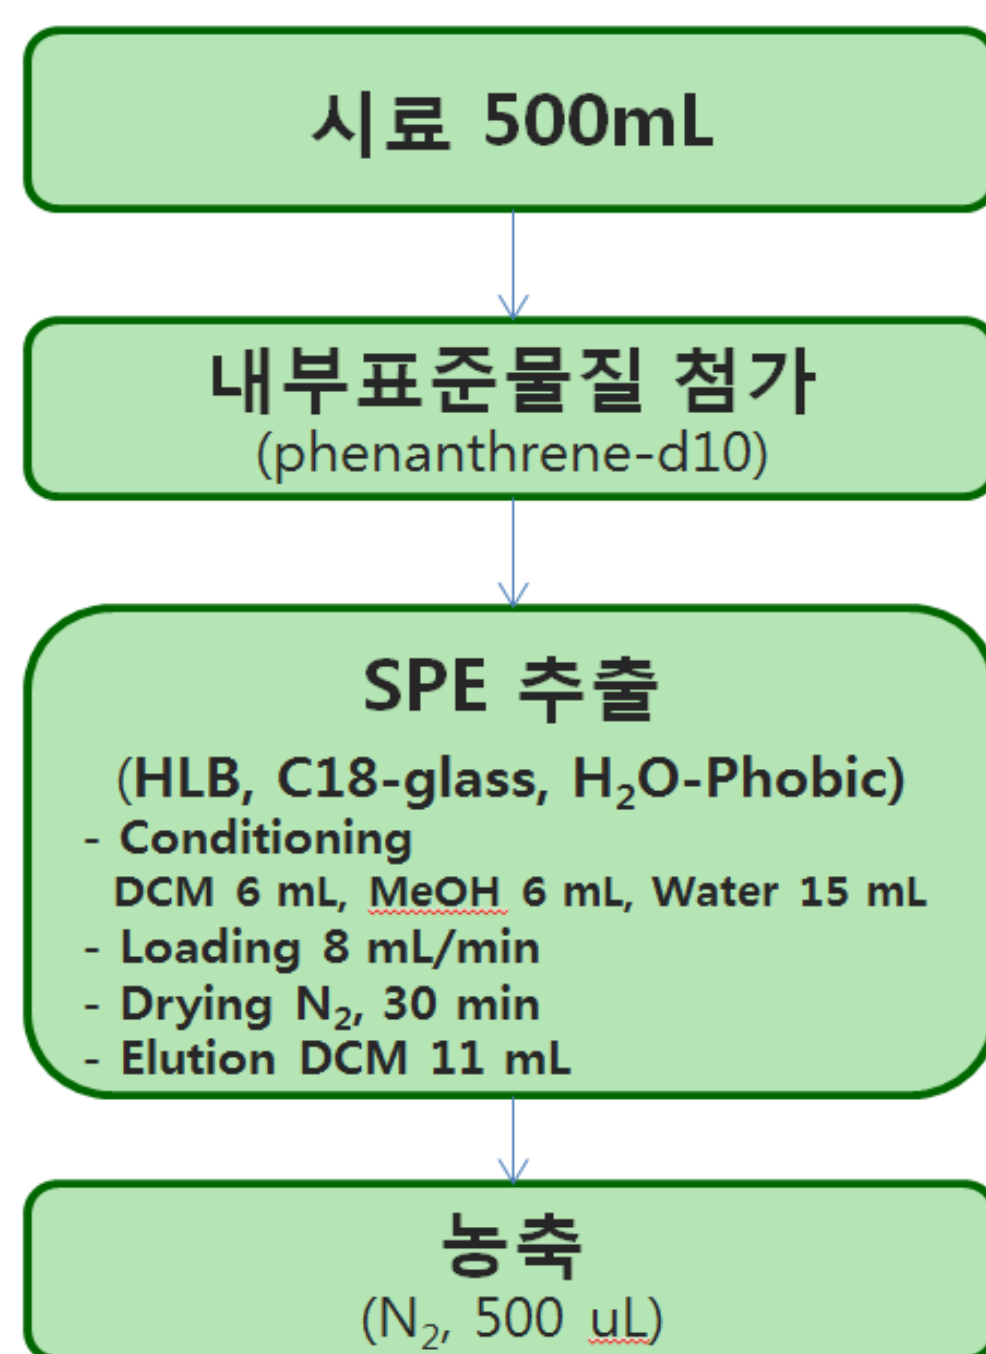 시료 500mL
내부표준물질 첨가
(phenanthrene-d10)
SPE 추출
(HLB, C18-glass, H₂O-Phobic)
- Conditioning
DCM 6 mL, MeOH 6 mL, Water 15 mL
- Loading 8 mL/min
- Drying N₂, 30 min
- Elution DCM 11 mL
농축
(N₂, 500 uL)